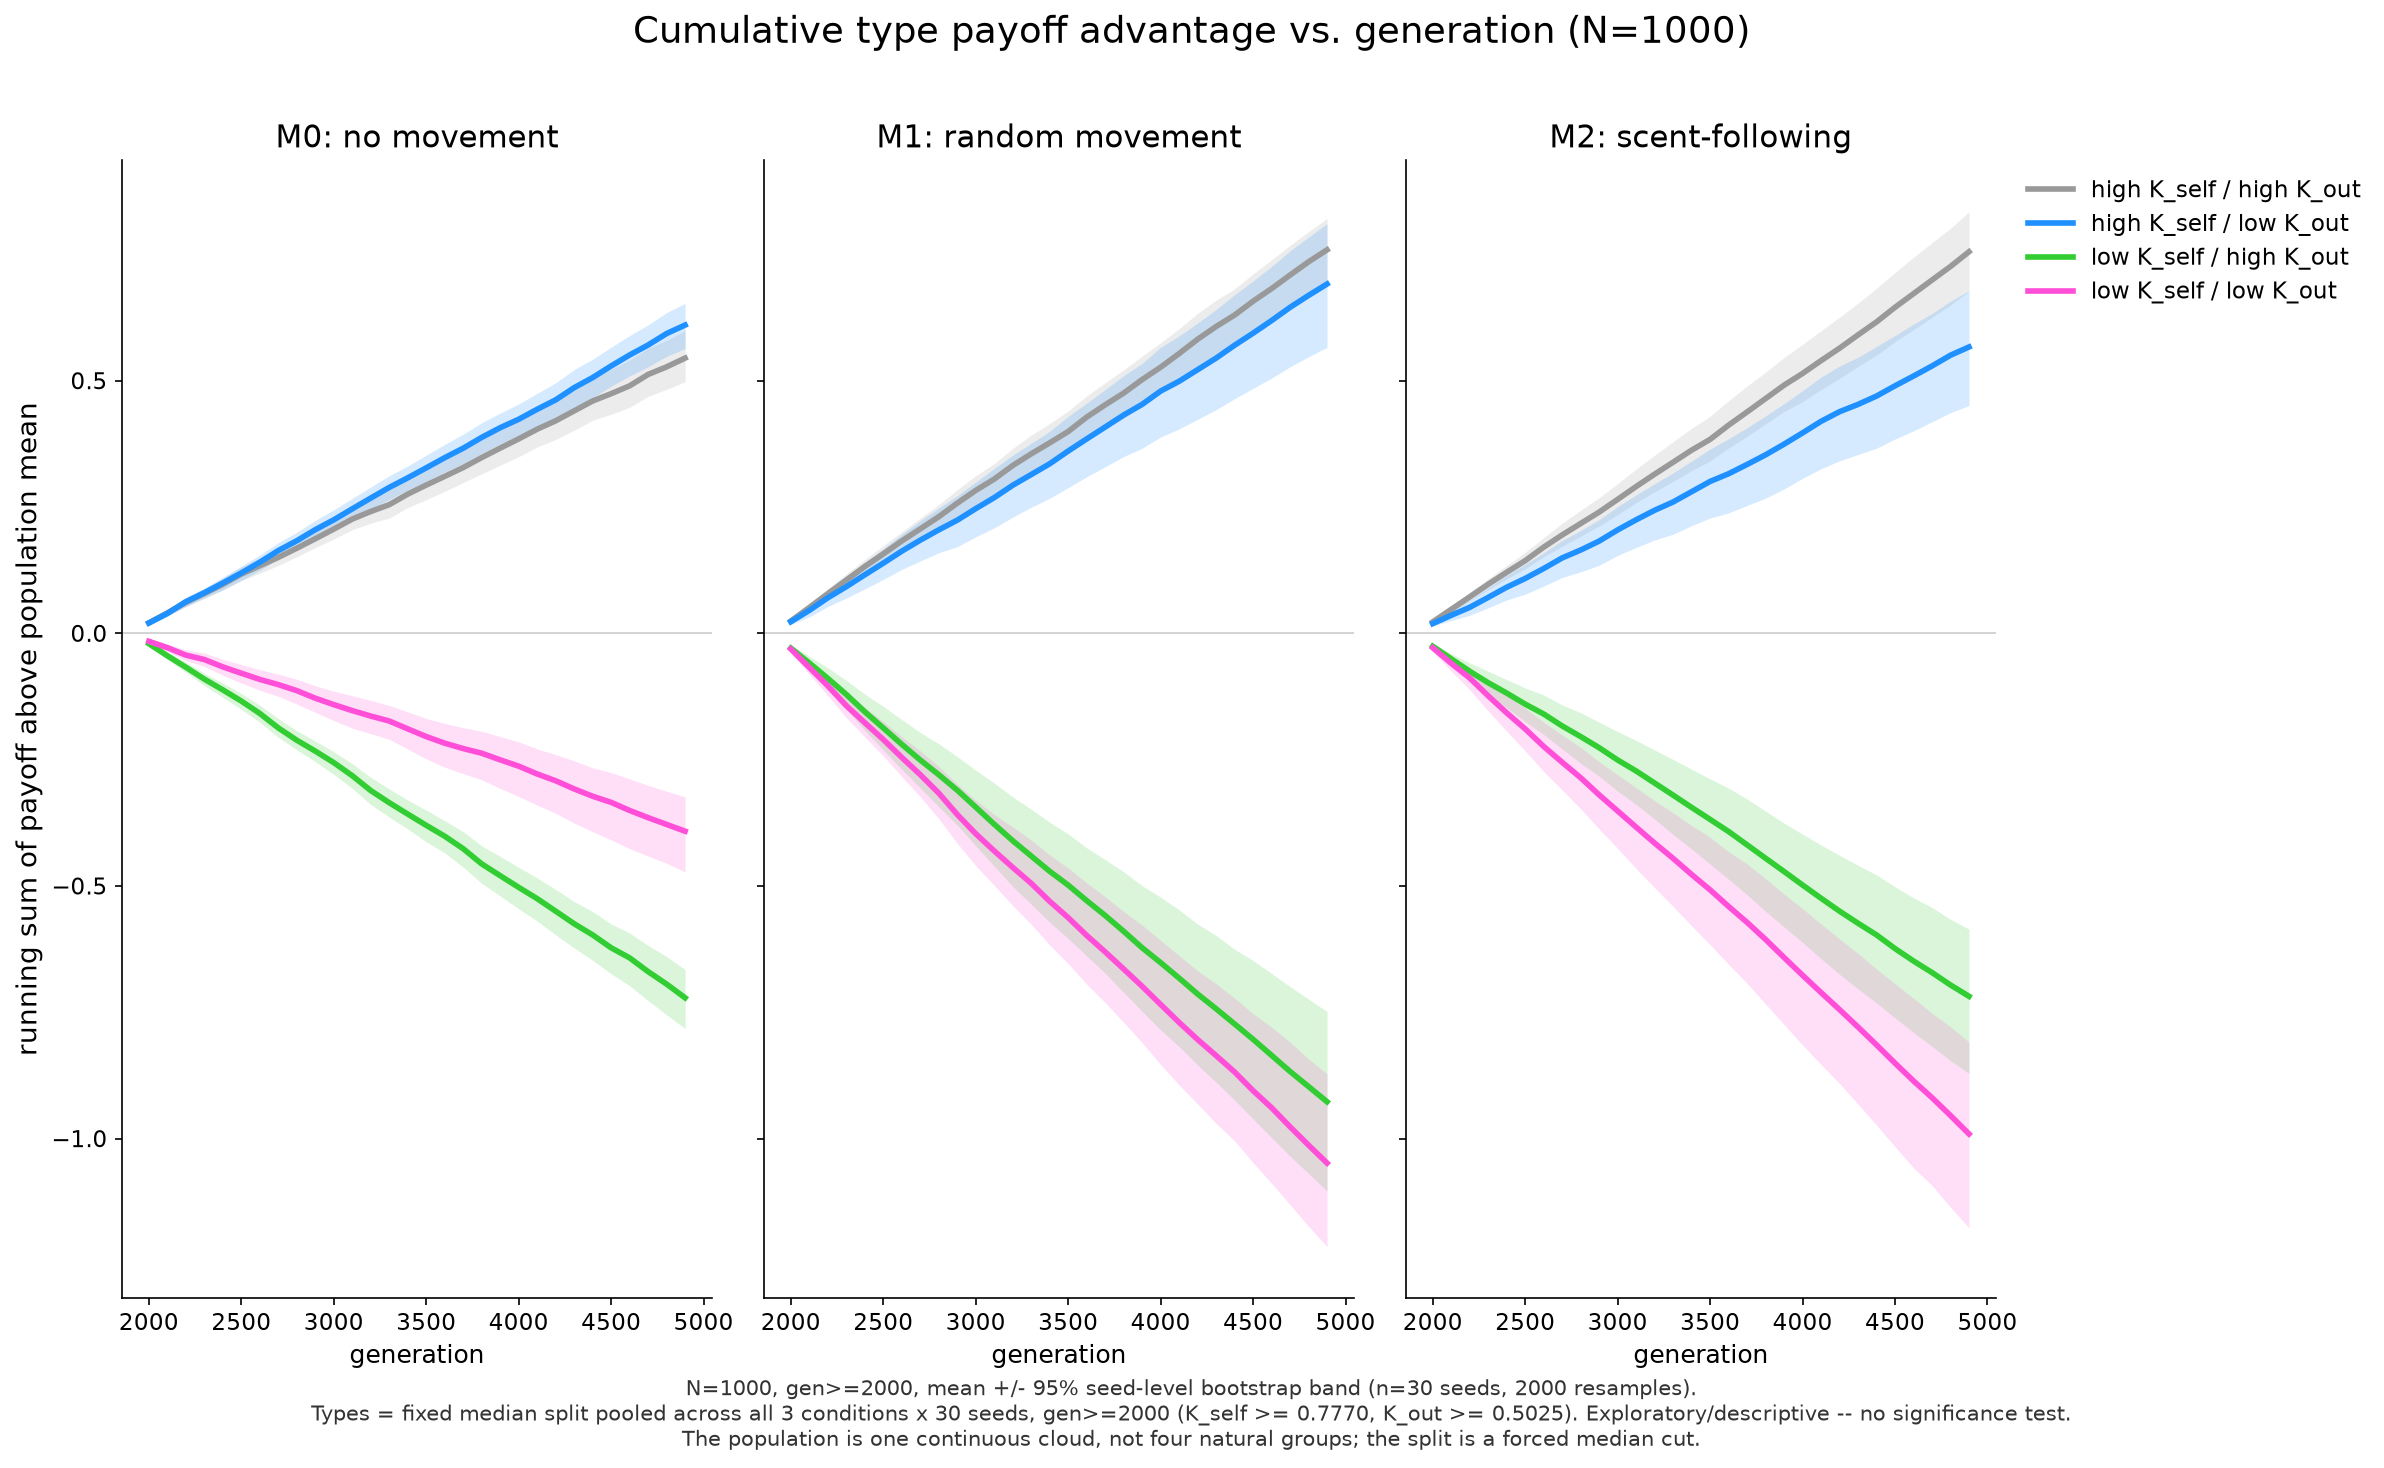 Cumulative type payoff advantage vs. generation (N=1000)
M0: no movement
M1: random movement
M2: scent-following
high K_self / high K_out
high K_self / low K_out
low K_self / high K_out
low K_self / low K_out
running sum of payoff above population mean
0.5
0.0
−0.5
−1.0
2000 2500 3000 3500 4000 4500 5000
2000 2500 3000 3500 4000 4500 5000
2000 2500 3000 3500 4000 4500 5000
generation
generation
generation
N=1000, gen>=2000, mean +/- 95% seed-level bootstrap band (n=30 seeds, 2000 resamples).
Types = fixed median split pooled across all 3 conditions x 30 seeds, gen>=2000 (K_self >= 0.7770, K_out >= 0.5025). Exploratory/descriptive -- no significance test.
The population is one continuous cloud, not four natural groups; the split is a forced median cut.